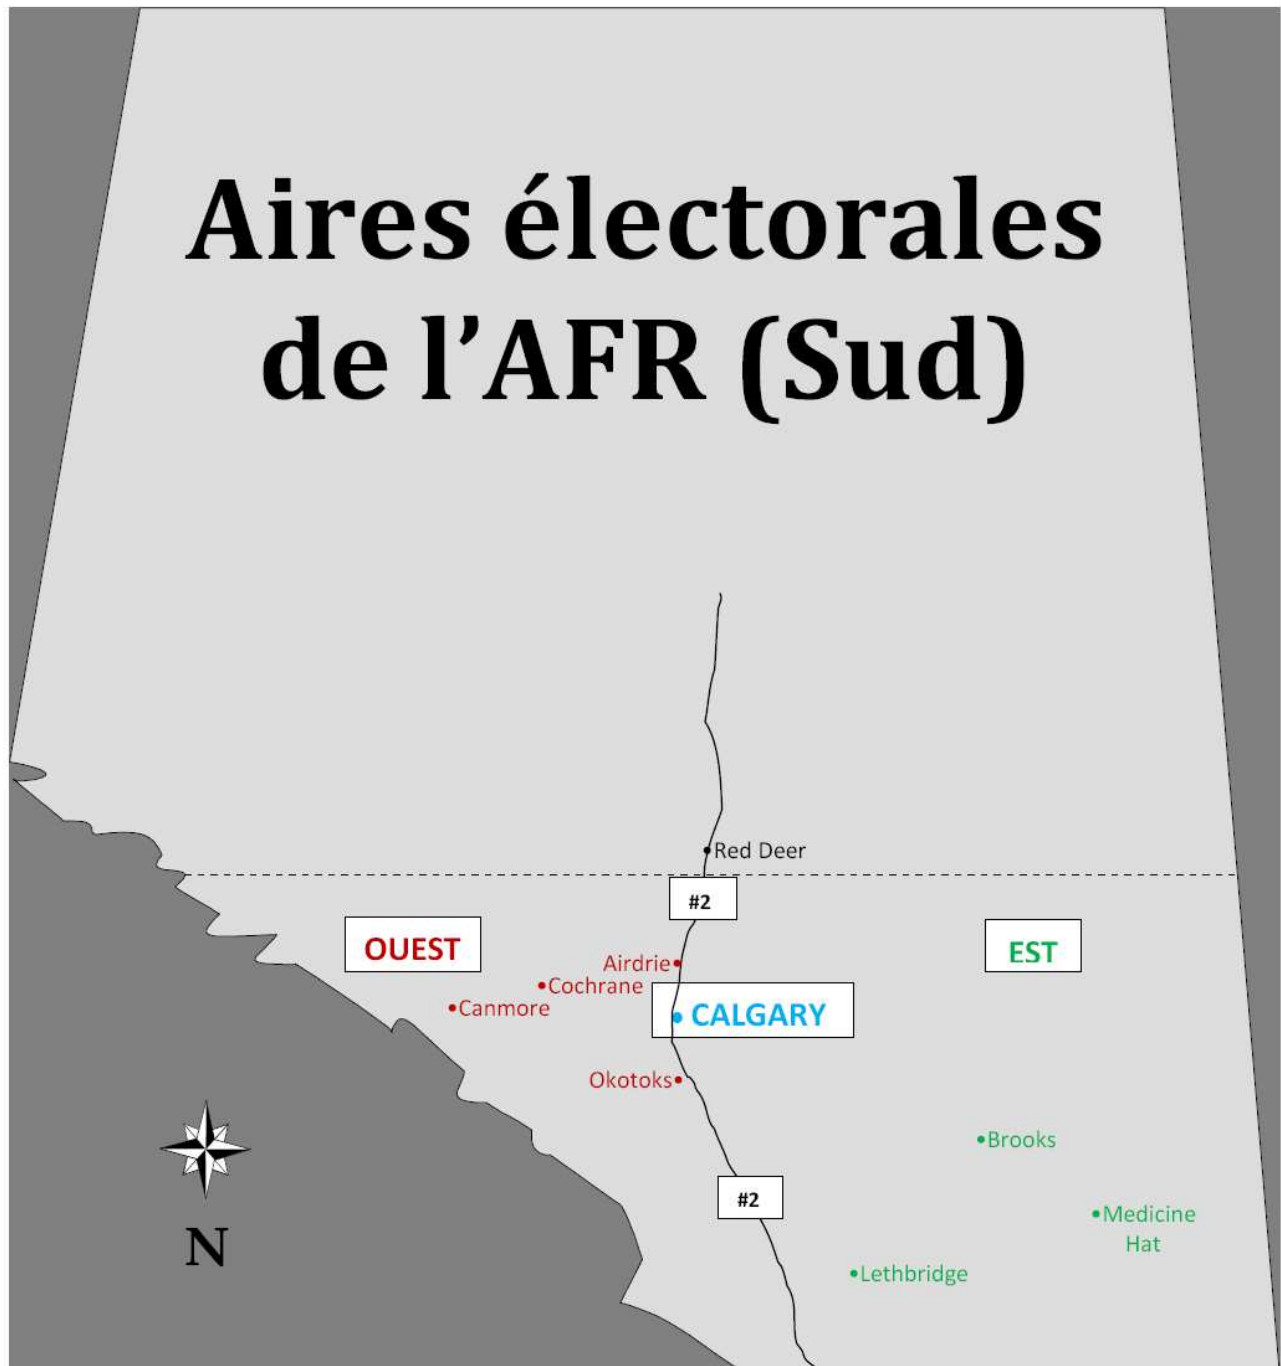 Aires électorales
de l’AFR (Sud)
Red Deer
#2
OUEST
EST
Airdrie
Cochrane
Canmore
CALGARY
Okotoks
Brooks
#2
Medicine
Hat
N
Lethbridge